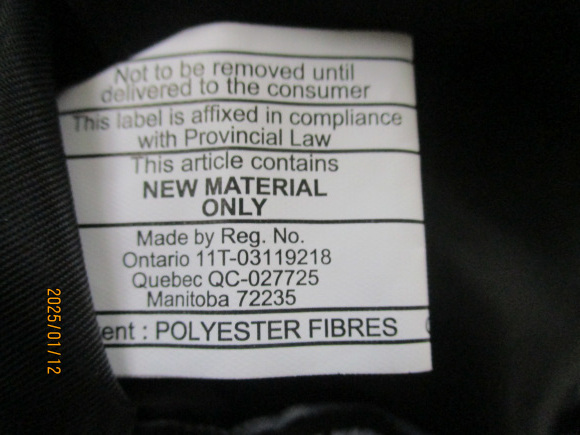 Not to be removed until
delivered to the consumer
This label is affixed in compliance
with Provincial Law
This article contains
NEW MATERIAL
ONLY
Made by Reg. No.
Ontario 11T-03119218
Quebec QC-027725
Manitoba 72235
ent : POLYESTER FIBRES
2025/01/12